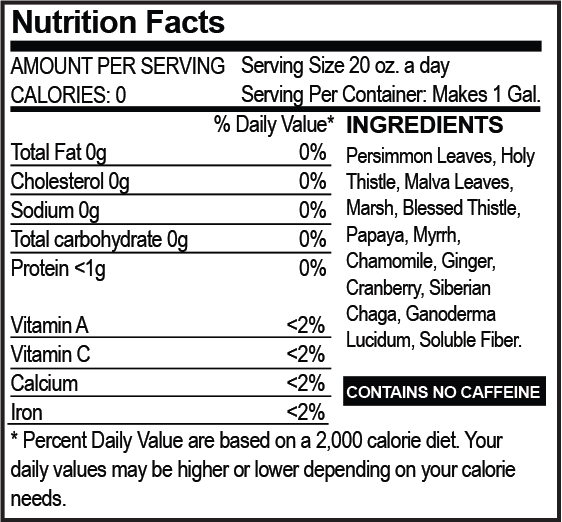 Nutrition Facts
AMOUNT PER SERVING Serving Size 20 oz. a day
CALORIES: 0 Serving Per Container: Makes 1 Gal.
% Daily Value*
Total Fat 0g 0%
Cholesterol 0g 0%
Sodium 0g 0%
Total carbohydrate 0g 0%
Protein <1g 0%
Vitamin A <2%
Vitamin C <2%
Calcium <2%
Iron <2%
INGREDIENTS
Persimmon Leaves, Holy
Thistle, Malva Leaves,
Marsh, Blessed Thistle,
Papaya, Myrrh,
Chamomile, Ginger,
Cranberry, Siberian
Chaga, Ganoderma
Lucidum, Soluble Fiber.
CONTAINS NO CAFFEINE
* Percent Daily Value are based on a 2,000 calorie diet. Your
daily values may be higher or lower depending on your calorie
needs.